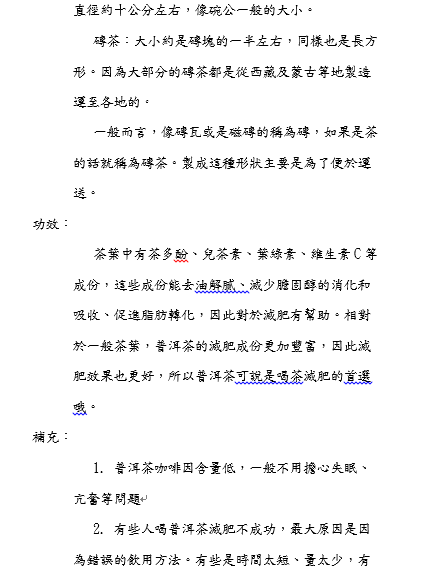 直徑約十公分左右，像碗公一般的大小。
磚茶：大小約是磚塊的一半左右，同樣也是長方
形。因為大部分的磚茶都是從西藏及蒙古等地製造
運至各地的。
一般而言，像磚瓦或是磁磚的稱為磚，如果是茶
的話就稱為磚茶。製成這種形狀主要是為了便於運
送。
功效：
茶葉中有茶多酚、兒茶素、葉綠素、維生素C等
成份，這些成份能去油解膩、減少膽固醇的消化和
吸收、促進脂肪轉化，因此對於減肥有幫助。相對
於一般茶葉，普洱茶的減肥成份更加豐富，因此減
肥效果也更好，所以普洱茶可說是喝茶減肥的首選
哦。
補充：
1. 普洱茶咖啡因含量低，一般不用擔心失眠、
亢奮等問題
2. 有些人喝普洱茶減肥不成功，最大原因是因
為錯誤的飲用方法。有些是時間太短、量太少，有